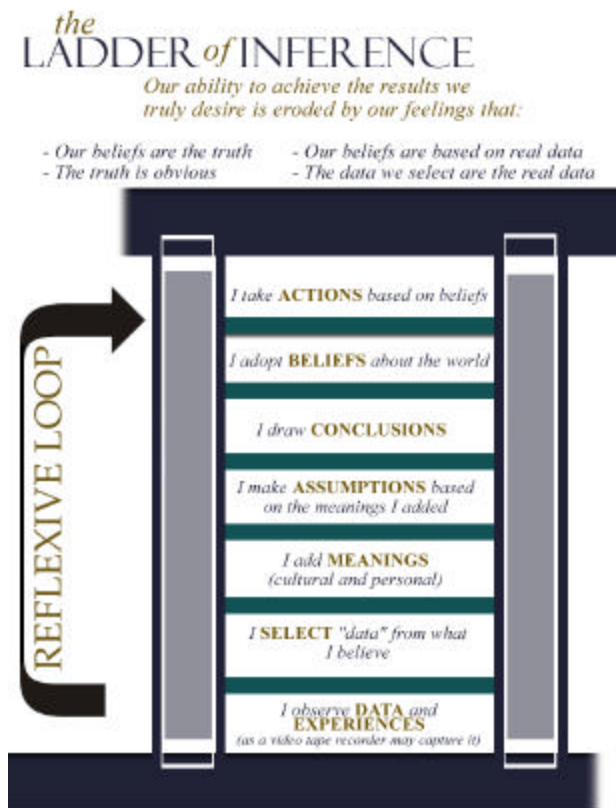 the
LADDER of INFERENCE
Our ability to achieve the results we
truly desire is eroded by our feelings that:
- Our beliefs are the truth
- The truth is obvious
- Our beliefs are based on real data
- The data we select are the real data
REFLEXIVE LOOP
I take ACTIONS based on beliefs
I adopt BELIEFS about the world
I draw CONCLUSIONS
I make ASSUMPTIONS based
on the meanings I added
I add MEANINGS
(cultural and personal)
I SELECT "data" from what
I believe
I observe DATA and
EXPERIENCES
(as a video tape recorder may capture it)